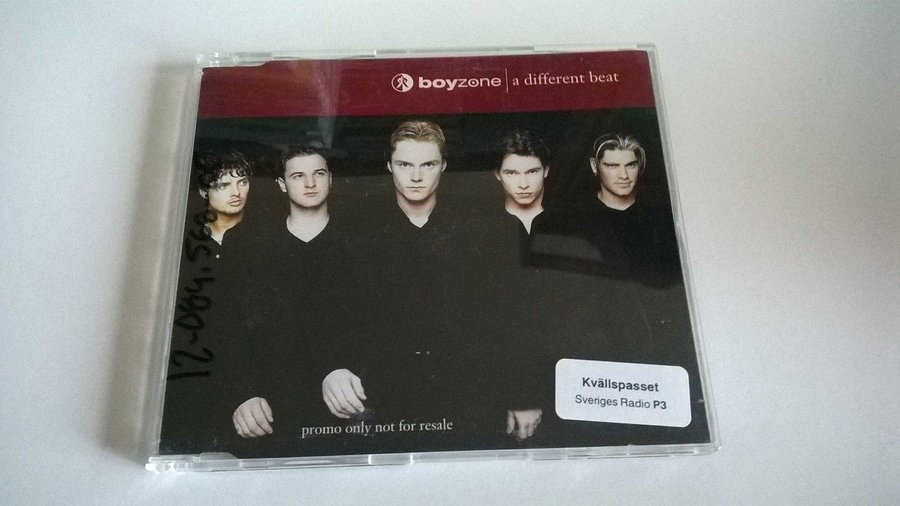 boyzone | a different beat
promo only not for resale
Kvällspasset
Sveriges Radio P3